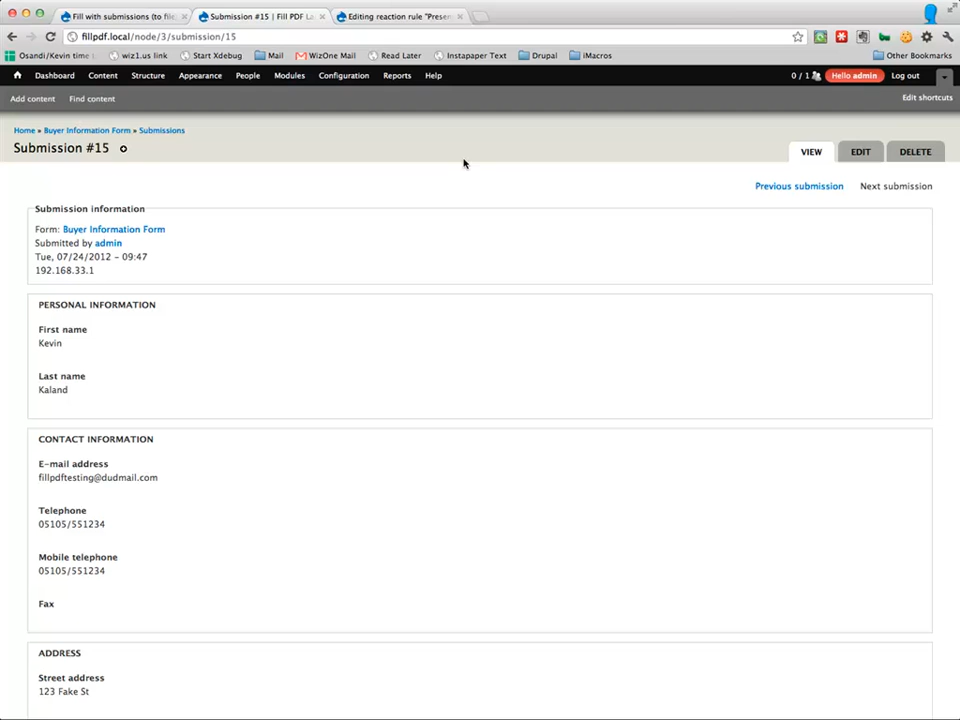 Fill with submissions (to file
Submission #15 | Fill PDF La
Editing reaction rule "Presen
fillpdf.local/node/3/submission/15
Osandi/Kevin time
wiz1.us link
Start Xdebug
Mail
WizOne Mail
Read Later
Instapaper Text
Drupal
iMacros
Other Bookmarks
Dashboard
Content
Structure
Appearance
People
Modules
Configuration
Reports
Help
0 / 1
Hello admin
Log out
Add content
Find content
Edit shortcuts
Home » Buyer Information Form » Submissions
Submission #15
VIEW
EDIT
DELETE
Previous submission
Next submission
Submission information
Form: Buyer Information Form
Submitted by admin
Tue, 07/24/2012 - 09:47
192.168.33.1
PERSONAL INFORMATION
First name
Kevin
Last name
Kaland
CONTACT INFORMATION
E-mail address
fillpdftesting@dudmail.com
Telephone
05105/551234
Mobile telephone
05105/551234
Fax
ADDRESS
Street address
123 Fake St